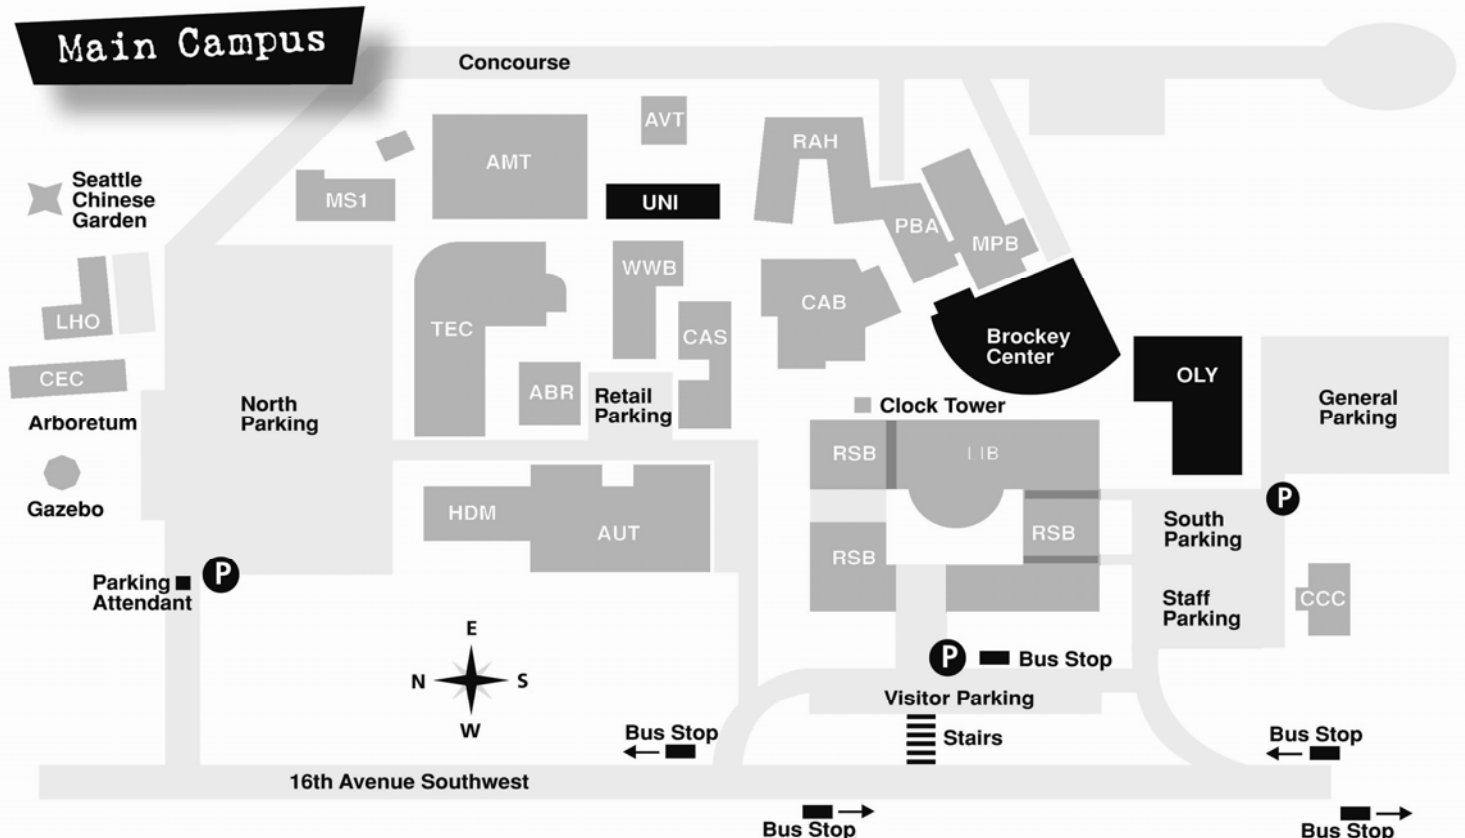 Main Campus
Concourse
AVT
AMT
RAH
Seattle
Chinese
Garden
MS1
UNI
PBA
MPB
WWB
CAB
LHO
TEC
CAS
Brockey
Center
CEC
OLY
ABR
Retail
Parking
General
Parking
North
Parking
Clock Tower
Arboretum
RSB
LIB
Gazebo
HDM
AUT
P
South
Parking
RSB
RSB
P
Parking
Attendant
Staff
Parking
CCC
E
N
S
W
P
Bus Stop
Visitor Parking
Bus Stop
Stairs
Bus Stop
16th Avenue Southwest
Bus Stop
Bus Stop